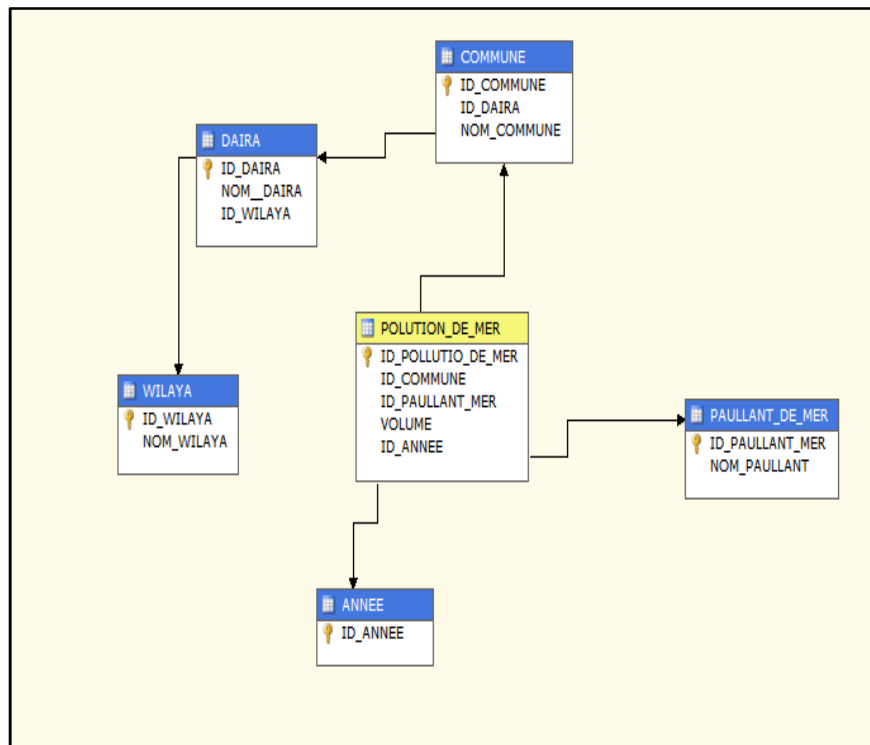 COMMUNE
ID_COMMUNE
ID_DAIRA
NOM_COMMUNE
DAIRA
ID_DAIRA
NOM__DAIRA
ID_WILAYA
POLUTION_DE_MER
ID_POLLUTIO_DE_MER
ID_COMMUNE
ID_PAULLANT_MER
VOLUME
ID_ANNEE
WILAYA
ID_WILAYA
NOM_WILAYA
PAULLANT_DE_MER
ID_PAULLANT_MER
NOM_PAULLANT
ANNEE
ID_ANNEE